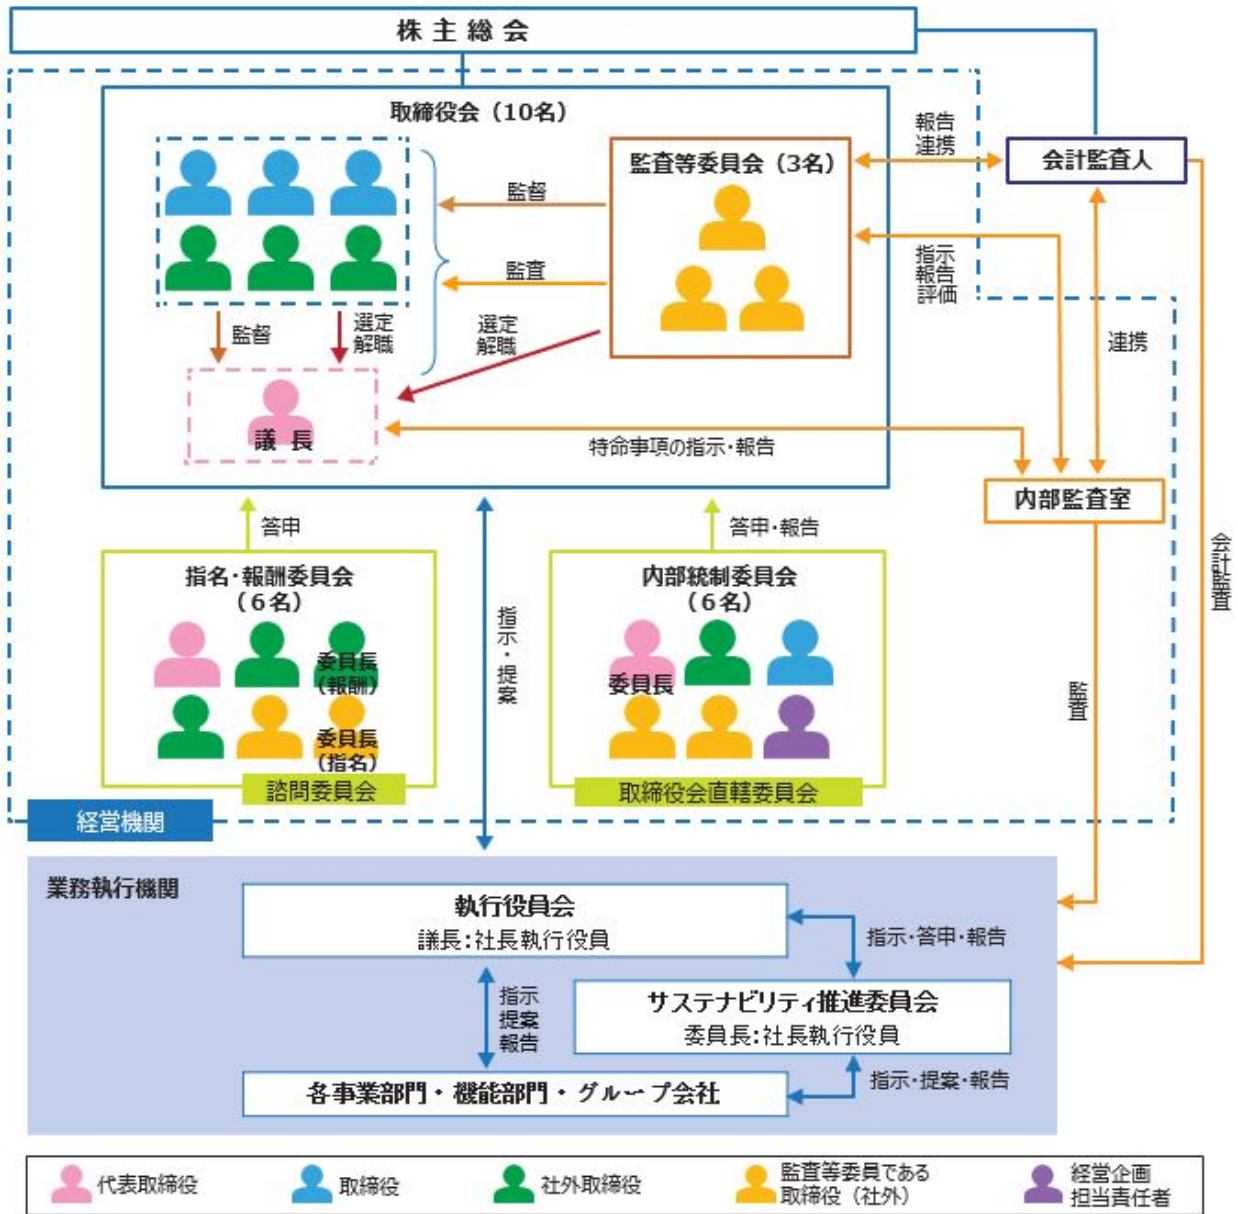 株主総会
取締役会（10名）
監査等委員会（3名）
報告
連携
会計監査人
監督
監査
指示
報告
評価
監督
選定
解職
選定
解職
連携
議 長
特命事項の指示・報告
内部監査室
答申
答申・報告
指名・報酬委員会
（６名）
委員長
（報酬）
委員長
（指名）
諮問委員会
指示・提案
内部統制委員会
（６名）
委員長
取締役会直轄委員会
監査
会計監査
経営機関
業務執行機関
執行役員会
議長：社長執行役員
指示・答申・報告
指示
提案
報告
サステナビリティ推進委員会
委員長：社長執行役員
指示・提案・報告
各事業部門・機能部門・グループ会社
代表取締役
取締役
社外取締役
監査等委員である
取締役（社外）
経営企画
担当責任者